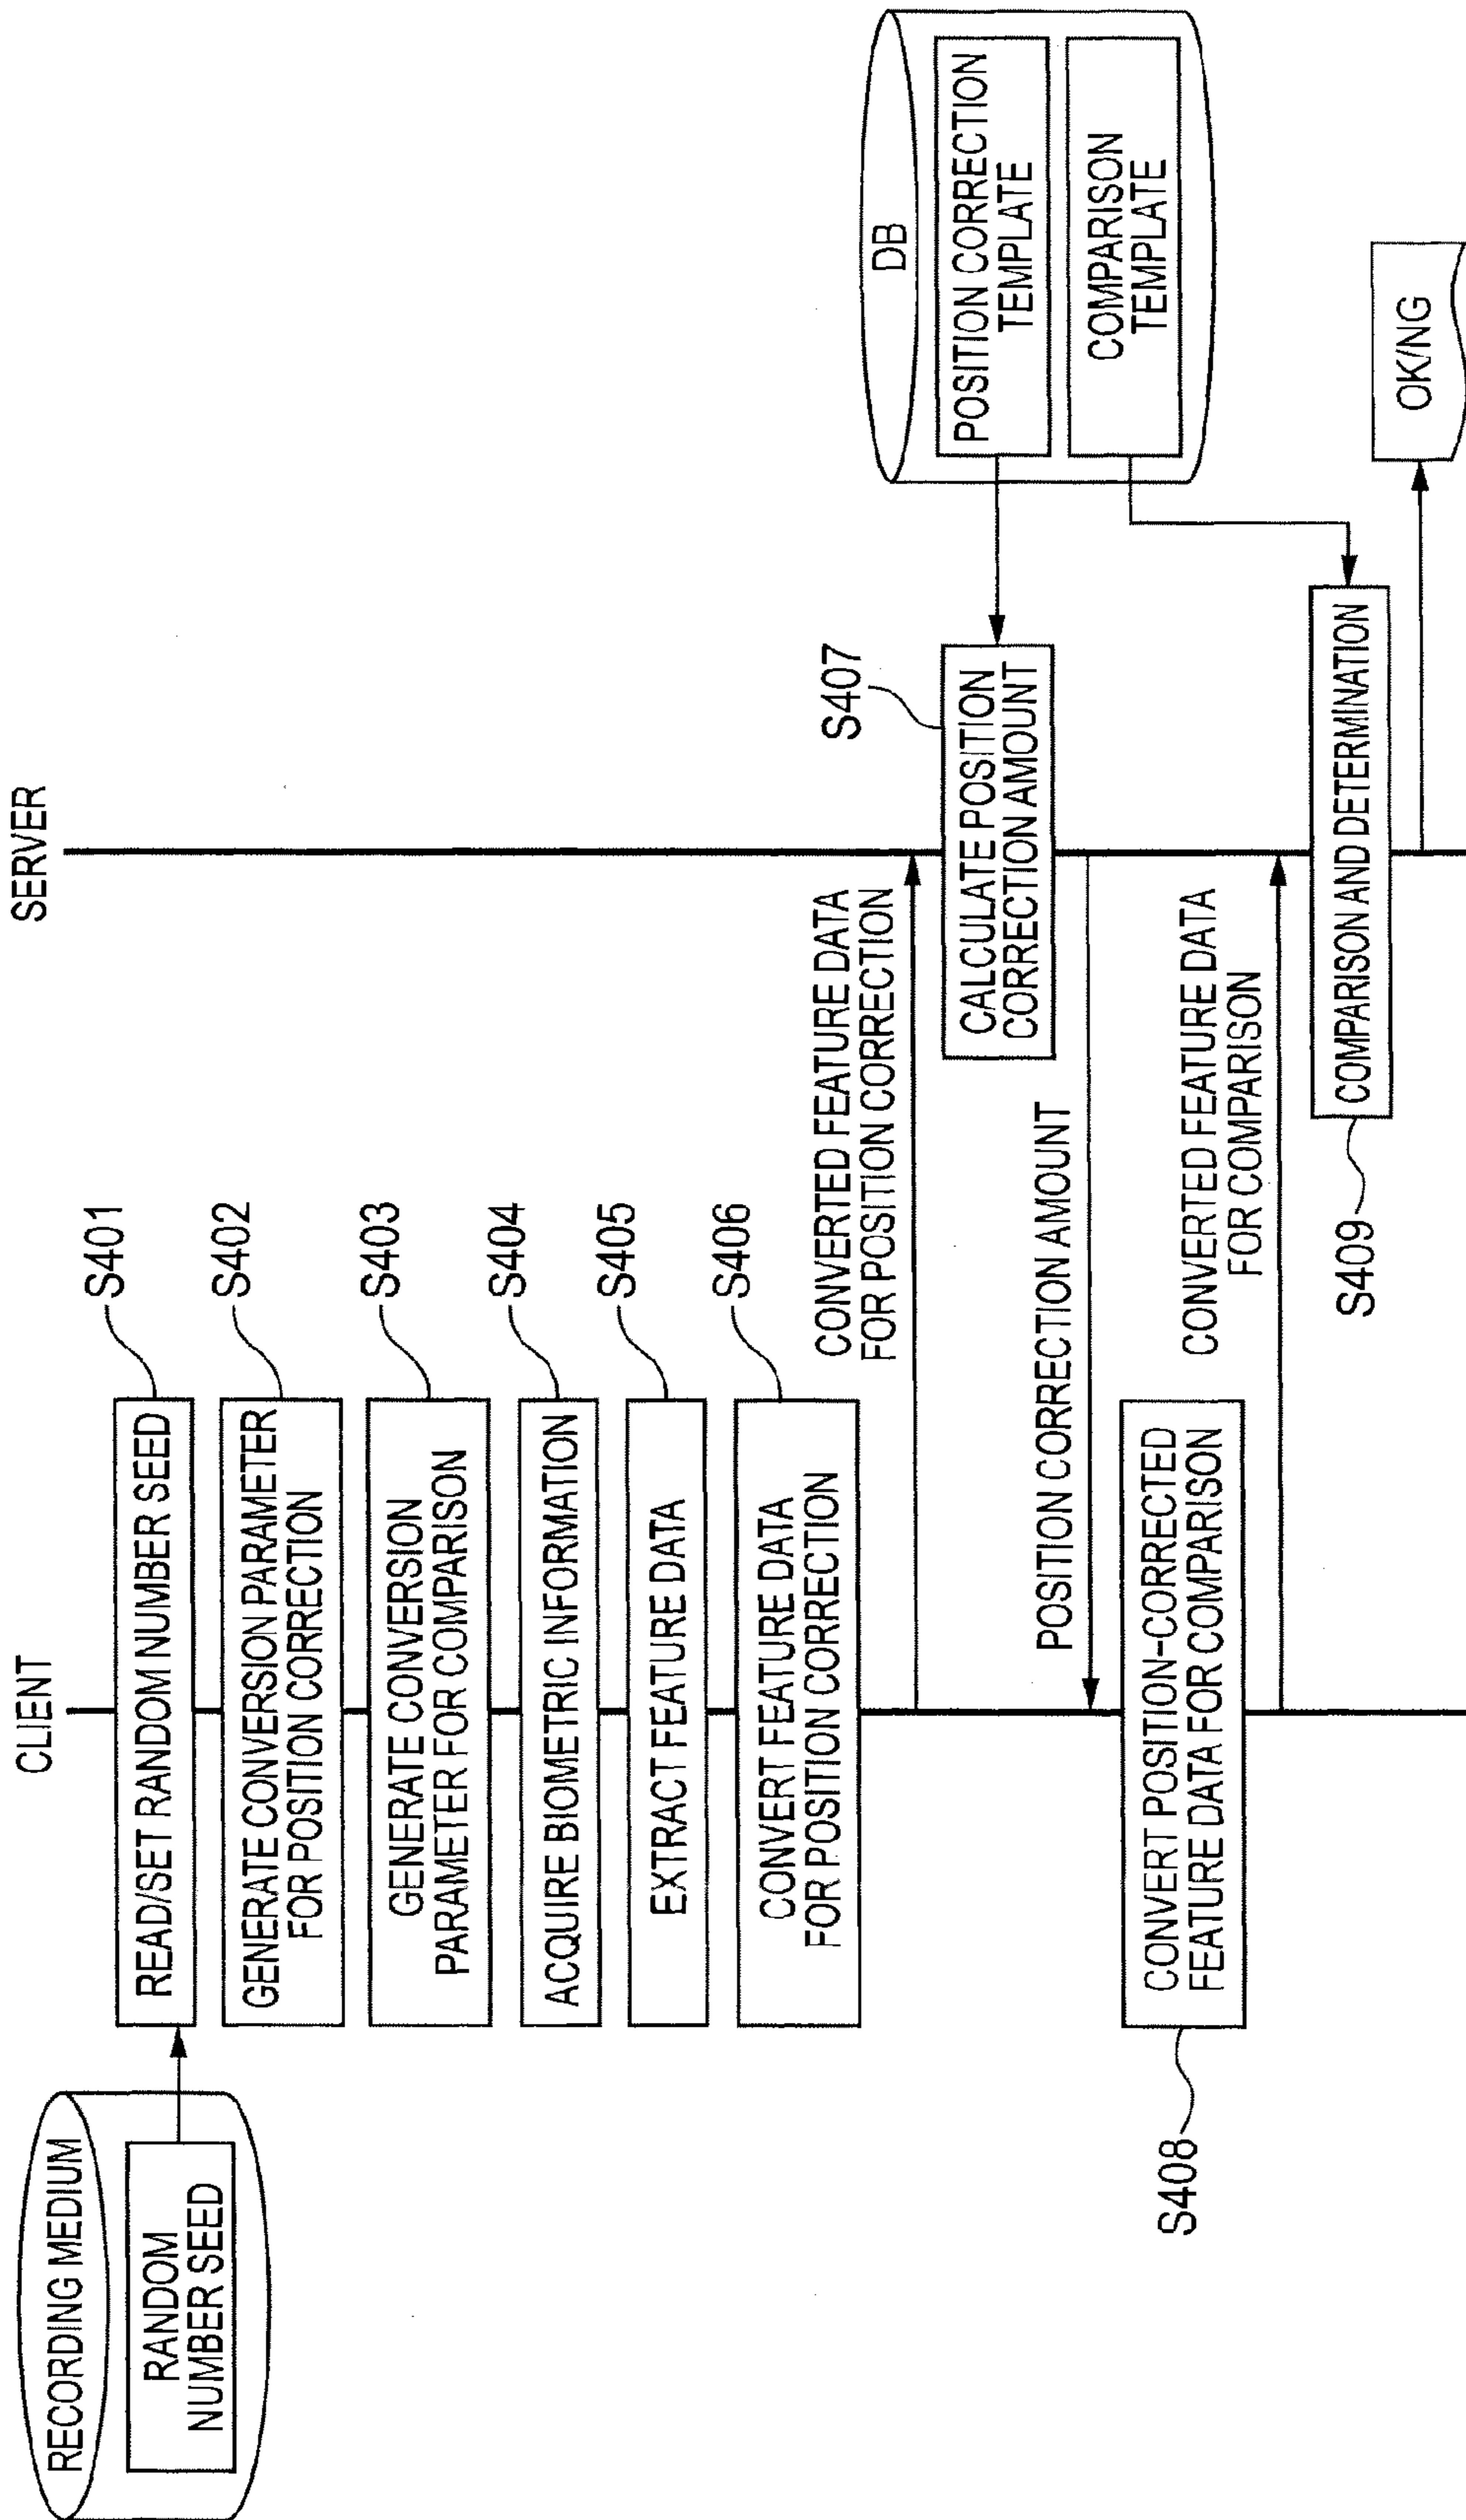 CLIENT
SERVER
RECORDING MEDIUM
RANDOM
NUMBER SEED
READ/SET RANDOM NUMBER SEED
S401
GENERATE CONVERSION PARAMETER
FOR POSITION CORRECTION
S402
GENERATE CONVERSION
PARAMETER FOR COMPARISON
S403
ACQUIRE BIOMETRIC INFORMATION
S404
EXTRACT FEATURE DATA
S405
CONVERT FEATURE DATA
FOR POSITION CORRECTION
S406
CONVERTED FEATURE DATA
FOR POSITION CORRECTION
S407
CALCULATE POSITION
CORRECTION AMOUNT
DB
POSITION CORRECTION
TEMPLATE
COMPARISON
TEMPLATE
POSITION CORRECTION AMOUNT
S408
CONVERT POSITION-CORRECTED
FEATURE DATA FOR COMPARISON
CONVERTED FEATURE DATA
FOR COMPARISON
S409
COMPARISON AND DETERMINATION
OK/NG